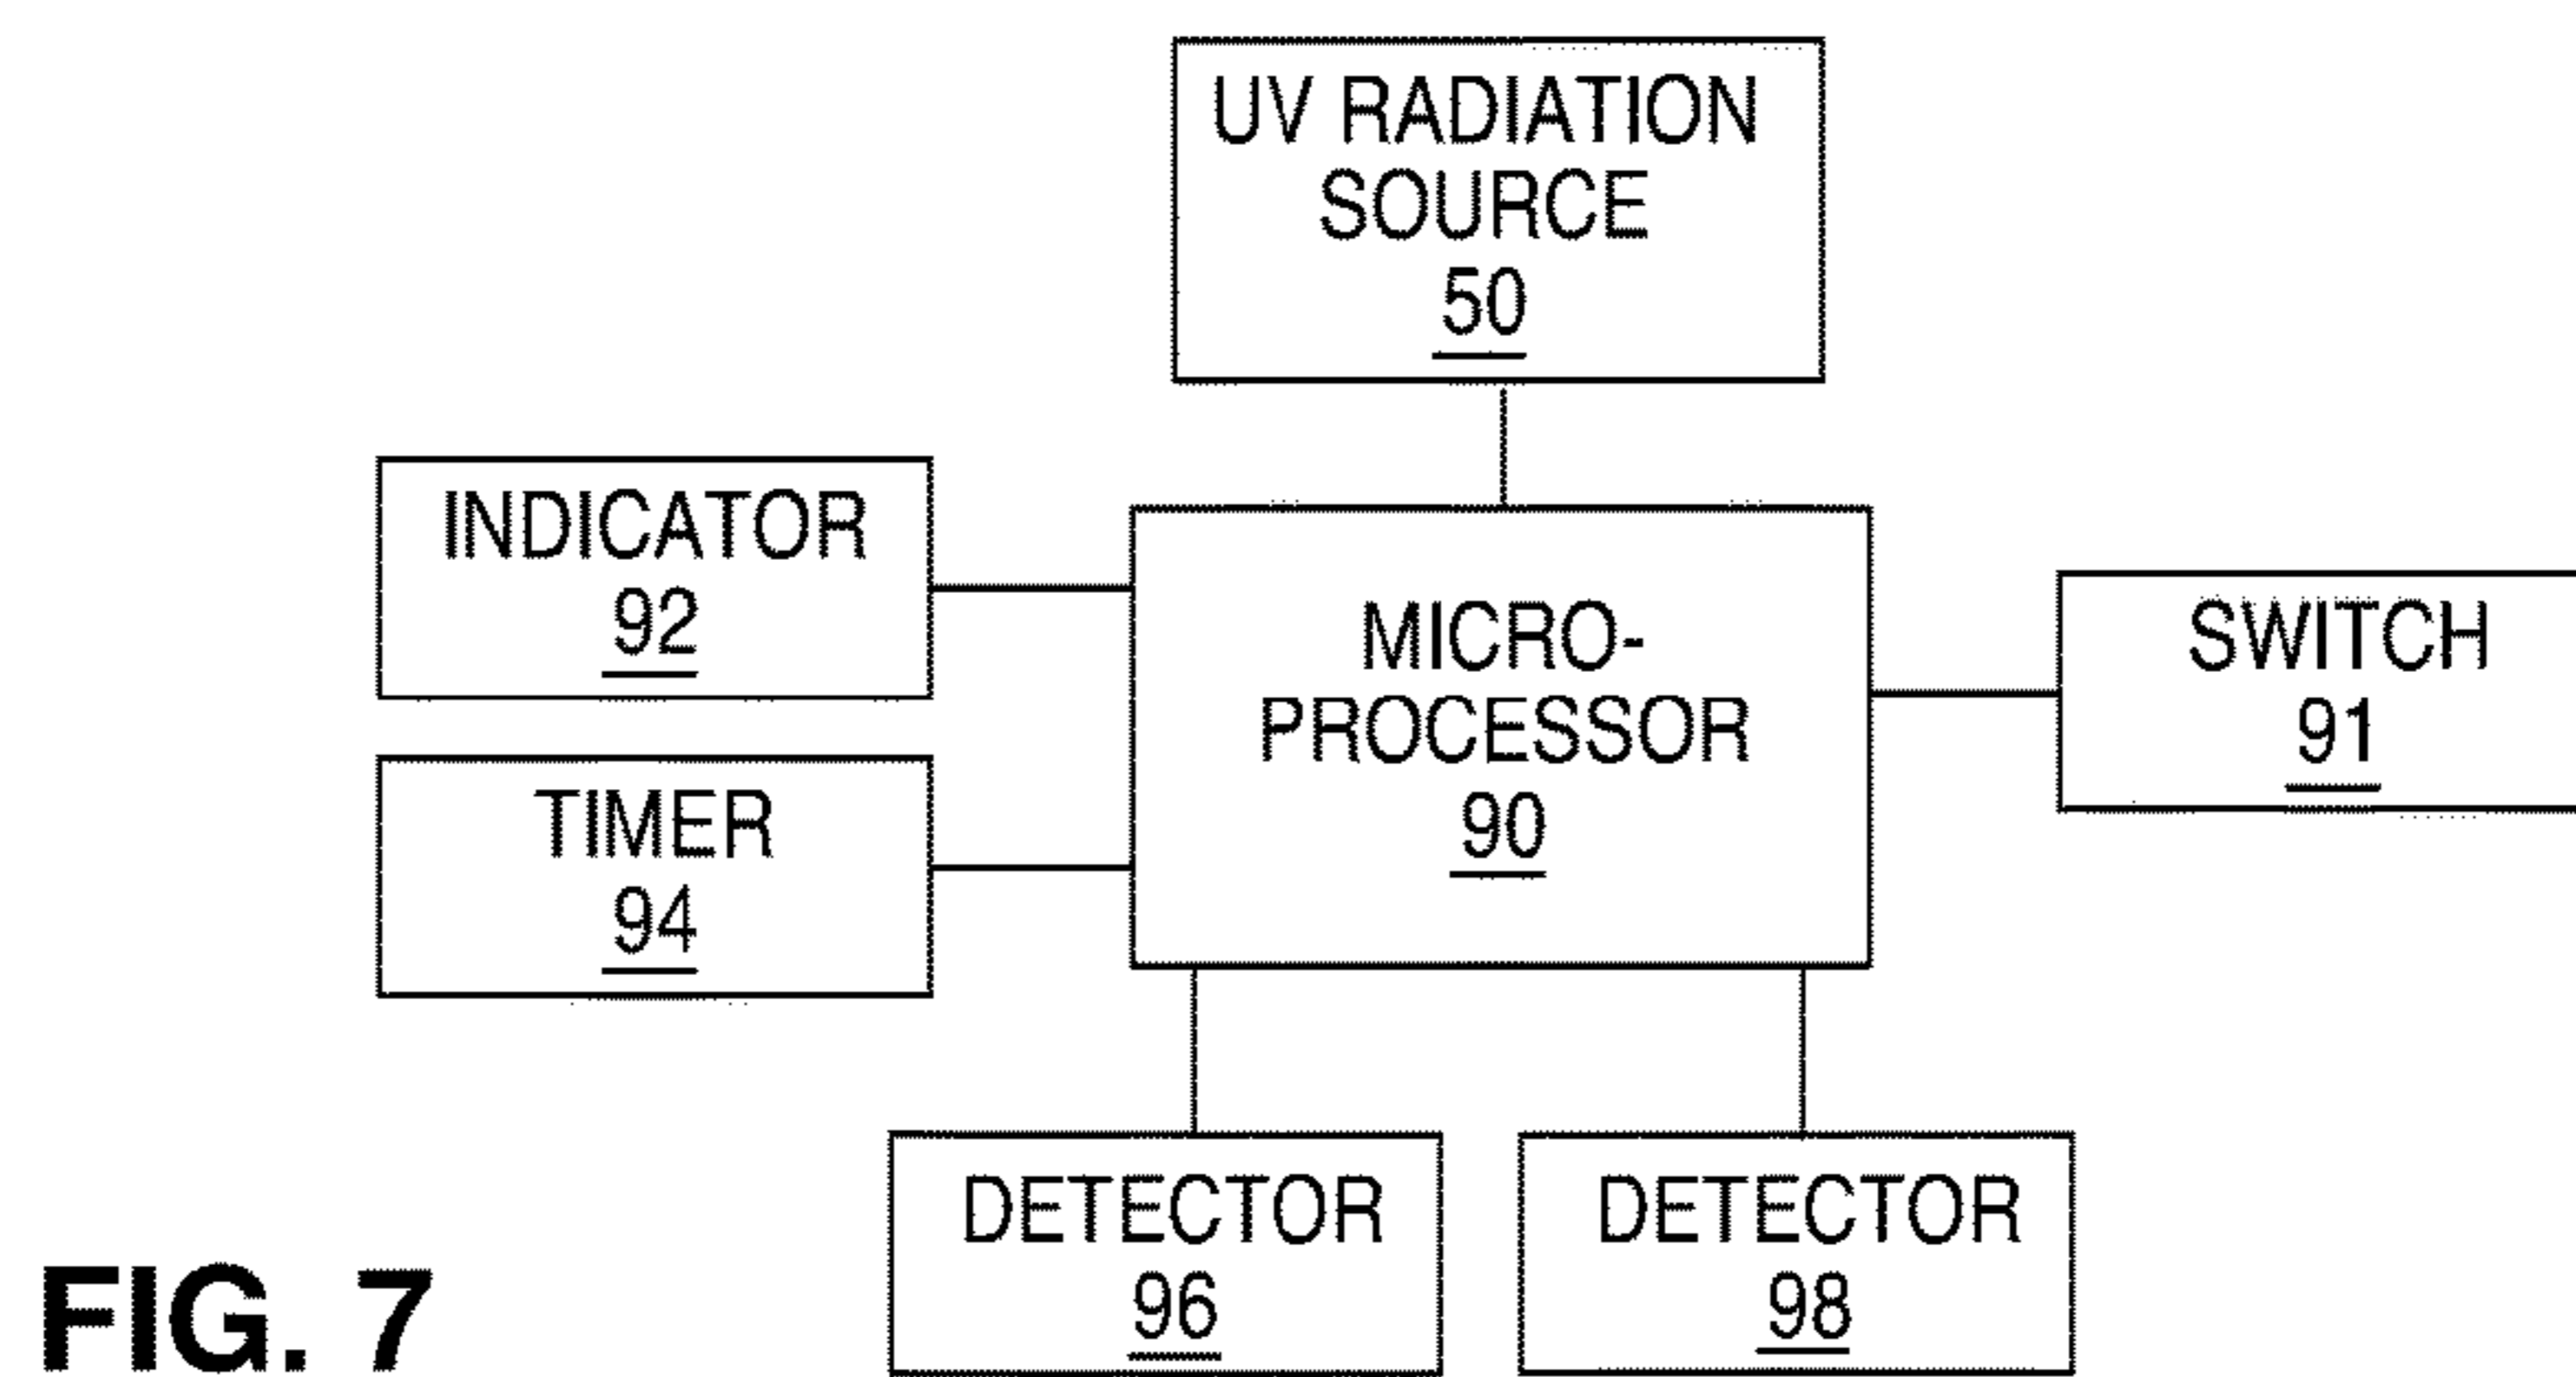 UV RADIATION
SOURCE
50
INDICATOR
92
MICRO-
PROCESSOR
90
SWITCH
91
TIMER
94
DETECTOR
96
DETECTOR
98
FIG. 7